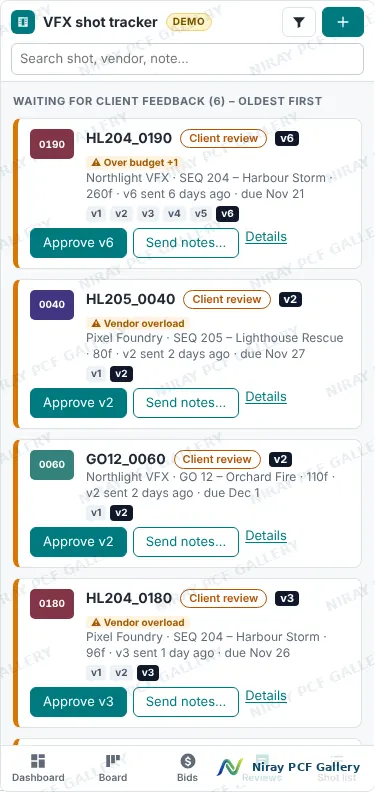 VFX shot tracker DEMO
Search shot, vendor, note...
WAITING FOR CLIENT FEEDBACK (6) – OLDEST FIRST
0190 HL204_0190 Client review v6
⚠ Over budget +1
Northlight VFX · SEQ 204 – Harbour Storm ·
260f · v6 sent 6 days ago · due Nov 21
v1 v2 v3 v4 v5 v6
Approve v6 Send notes... Details
0040 HL205_0040 Client review v2
⚠ Vendor overload
Pixel Foundry · SEQ 205 – Lighthouse Rescue
· 80f · v2 sent 2 days ago · due Nov 27
v1 v2
Approve v2 Send notes... Details
0060 GO12_0060 Client review v2
Northlight VFX · GO 12 – Orchard Fire · 110f ·
v2 sent 2 days ago · due Dec 1
v1 v2
Approve v2 Send notes... Details
0180 HL204_0180 Client review v3
⚠ Vendor overload
Pixel Foundry · SEQ 204 – Harbour Storm ·
96f · v3 sent 1 day ago · due Nov 26
v1 v2 v3
Approve v3 Send notes... Details
Dashboard Board Bids Reviews Shot list
Niray PCF Gallery
NIRAY PCF GALLERY